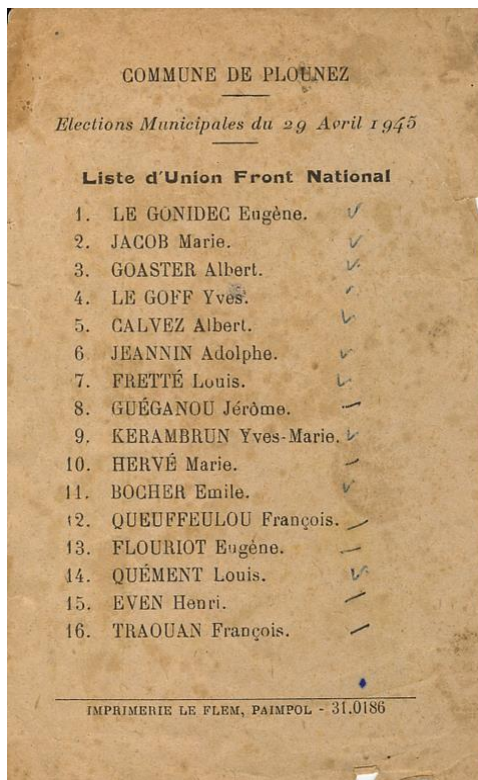 COMMUNE DE PLOUNEZ
Elections Municipales du 29 Avril 1945
Liste d'Union Front National
1. LE GONIDEC Eugène.
2. JACOB Marie.
3. GOASTER Albert.
4. LE GOFF Yves.
5. CALVEZ Albert.
6. JEANNIN Adolphe.
7. FRETTÉ Louis.
8. GUÉGANOU Jérôme.
9. KERAMBRUN Yves-Marie.
10. HERVÉ Marie.
11. BOCHER Emile.
12. QUEUFFEULOU François.
13. FLOURIOT Eugène.
14. QUÉMENT Louis.
15. EVEN Henri.
16. TRAOUAN François.
IMPRIMERIE LE FLEM, PAIMPOL - 31.0186